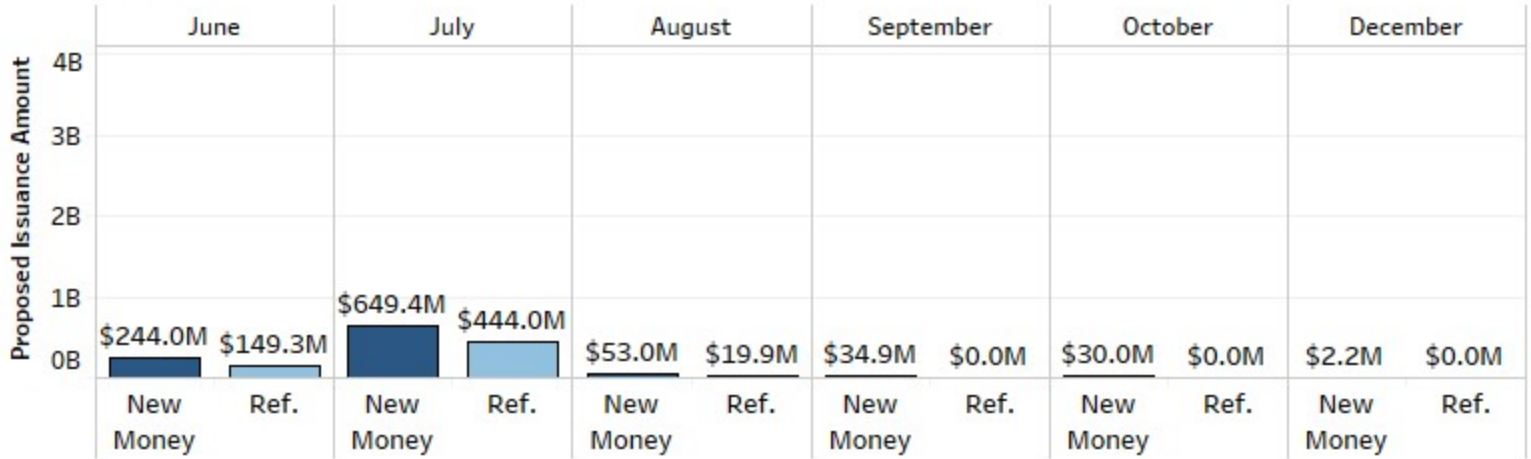 June July August September October December
Proposed Issuance Amount
4B
3B
2B
1B
0B
$244.0M $149.3M $649.4M $444.0M $53.0M $19.9M $34.9M $0.0M $30.0M $0.0M $2.2M $0.0M
New Ref. New Ref. New Ref. New Ref. New Ref. New Ref.
Money Money Money Money Money Money